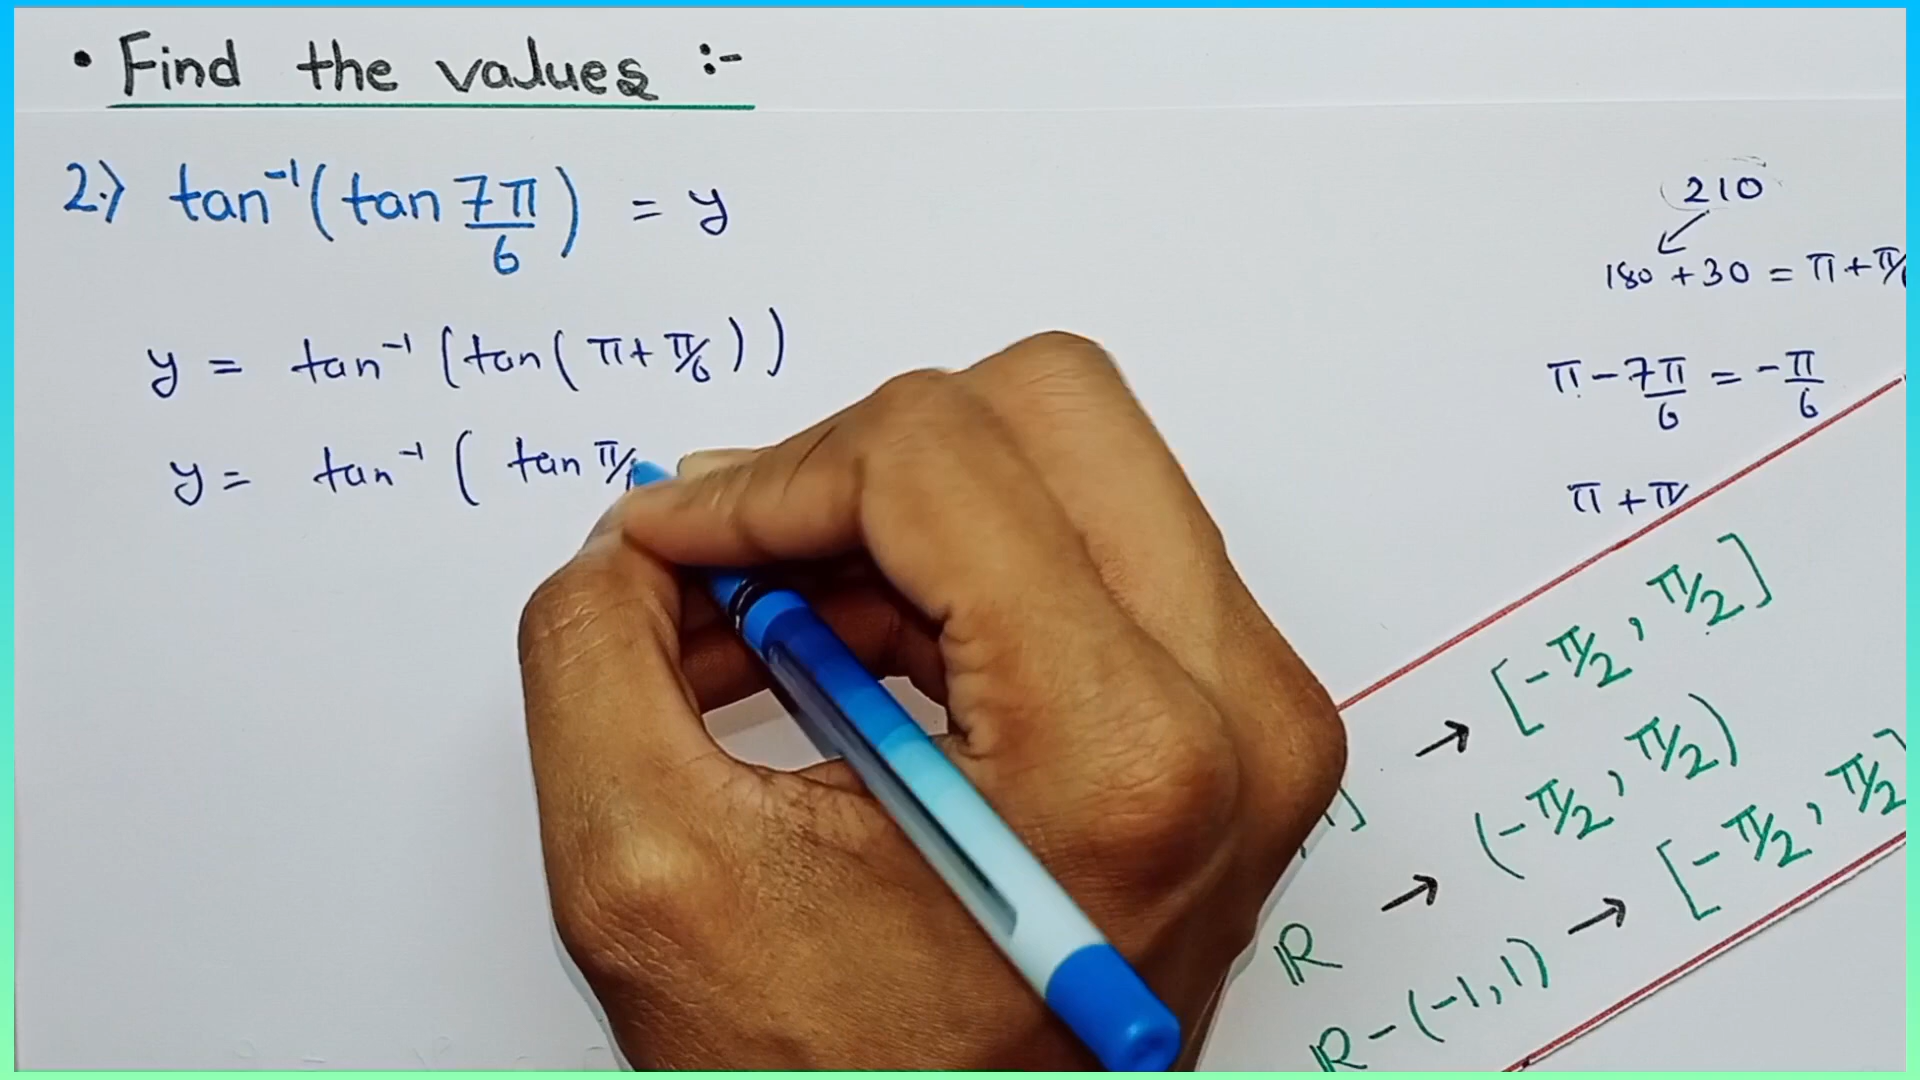 • Find the values :-
2.) tan⁻¹(tan 7π/6) = y
y = tan⁻¹(tan(π+π/6))
y = tan⁻¹( tan π/
210
180 + 30 = π+π/
π - 7π/6 = -π/6
π + π
→ [-π/2, π/2]
R → (-π/2, π/2)
R-(-1,1) → [-π/2, π/2